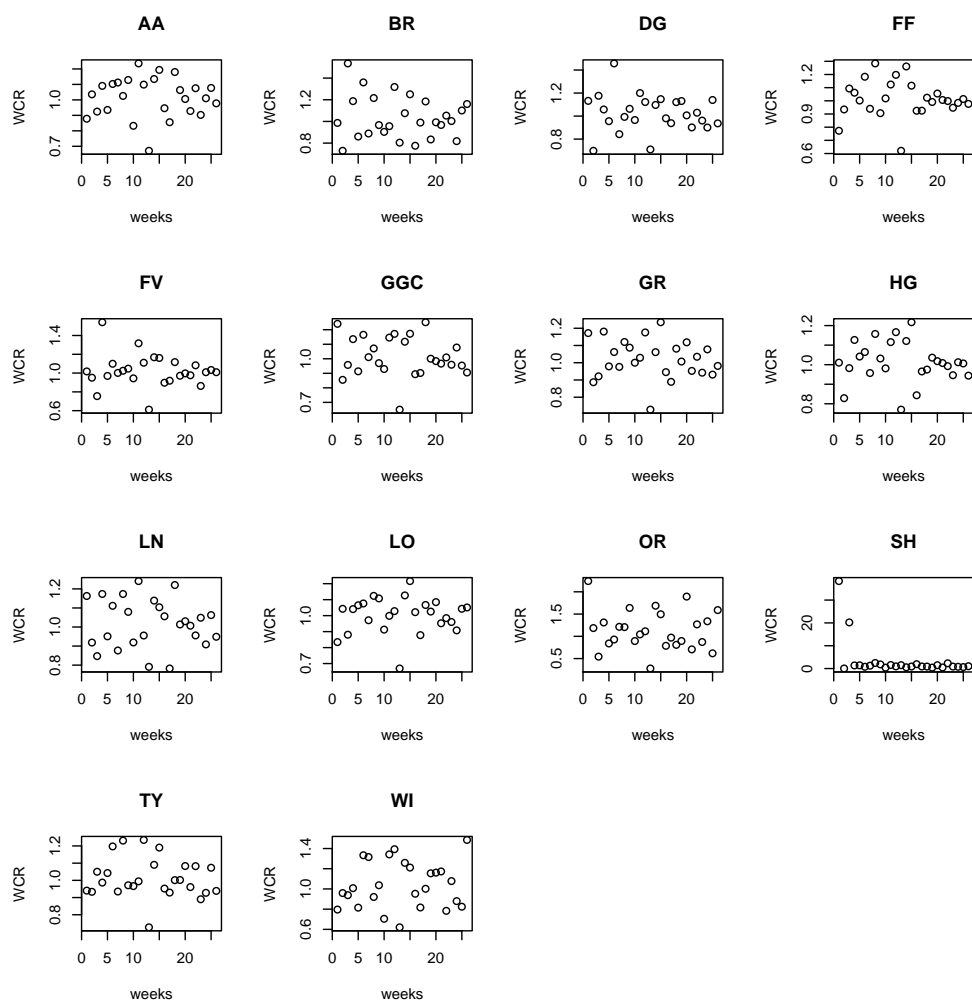 AA BR DG FF
WCR 0.7 1.0 WCR 0.8 1.2 WCR 0.8 1.2 WCR 0.6 0.9 1.2
0 5 10 20 0 5 10 20 0 5 10 20 0 5 10 20
weeks weeks weeks weeks
FV GGC GR HG
WCR 0.6 1.0 1.4 WCR 0.7 1.0 WCR 0.8 1.0 1.2 WCR 0.8 1.0 1.2
0 5 10 20 0 5 10 20 0 5 10 20 0 5 10 20
weeks weeks weeks weeks
LN LO OR SH
WCR 0.8 1.0 1.2 WCR 0.7 1.0 WCR 0.5 1.5 WCR 0 20
0 5 10 20 0 5 10 20 0 5 10 20 0 5 10 20
weeks weeks weeks weeks
TY WI
WCR 0.8 1.0 1.2 WCR 0.6 1.0 1.4
0 5 10 20 0 5 10 20
weeks weeks